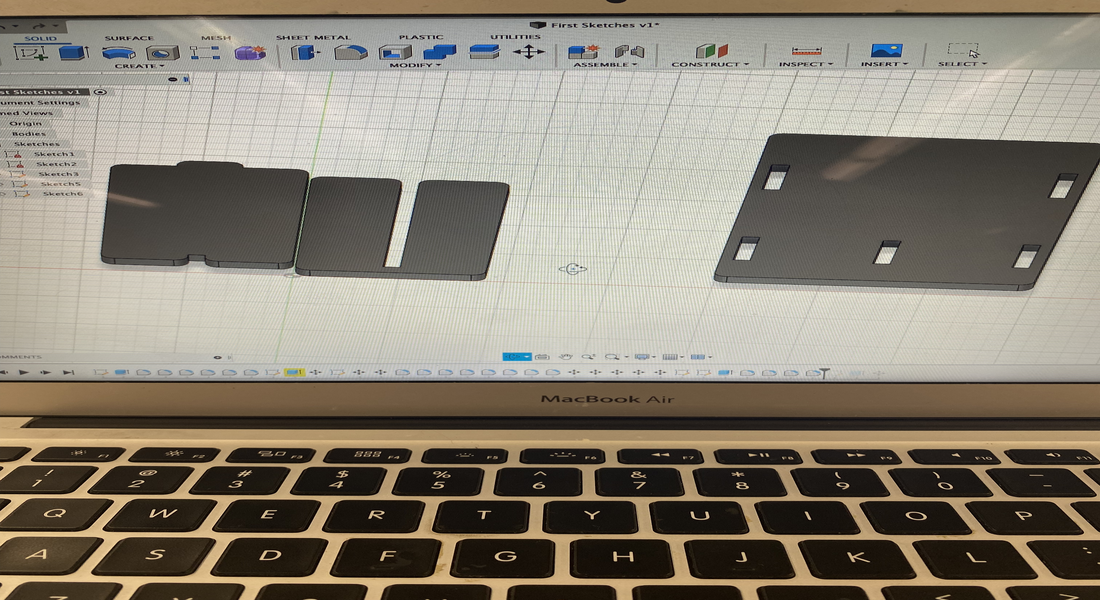 First Sketches v1*
SOLID SURFACE MESH SHEET METAL PLASTIC UTILITIES
CREATE MODIFY ASSEMBLE CONSTRUCT INSPECT INSERT SELECT
st Sketches v1
ument Settings
med Views
Origin
Bodies
Sketches
Sketch1
Sketch2
Sketch3
Sketch5
Sketch6
MMENTS
MacBook Air
F1 F2 F3 F4 F5 F6 F7 F8 F9 F10 F11
! @ # $ % ^ & * ( ) _
1 2 3 4 5 6 7 8 9 0 -
Q W E R T Y U I O P
A S D F G H J K L :
;
< >